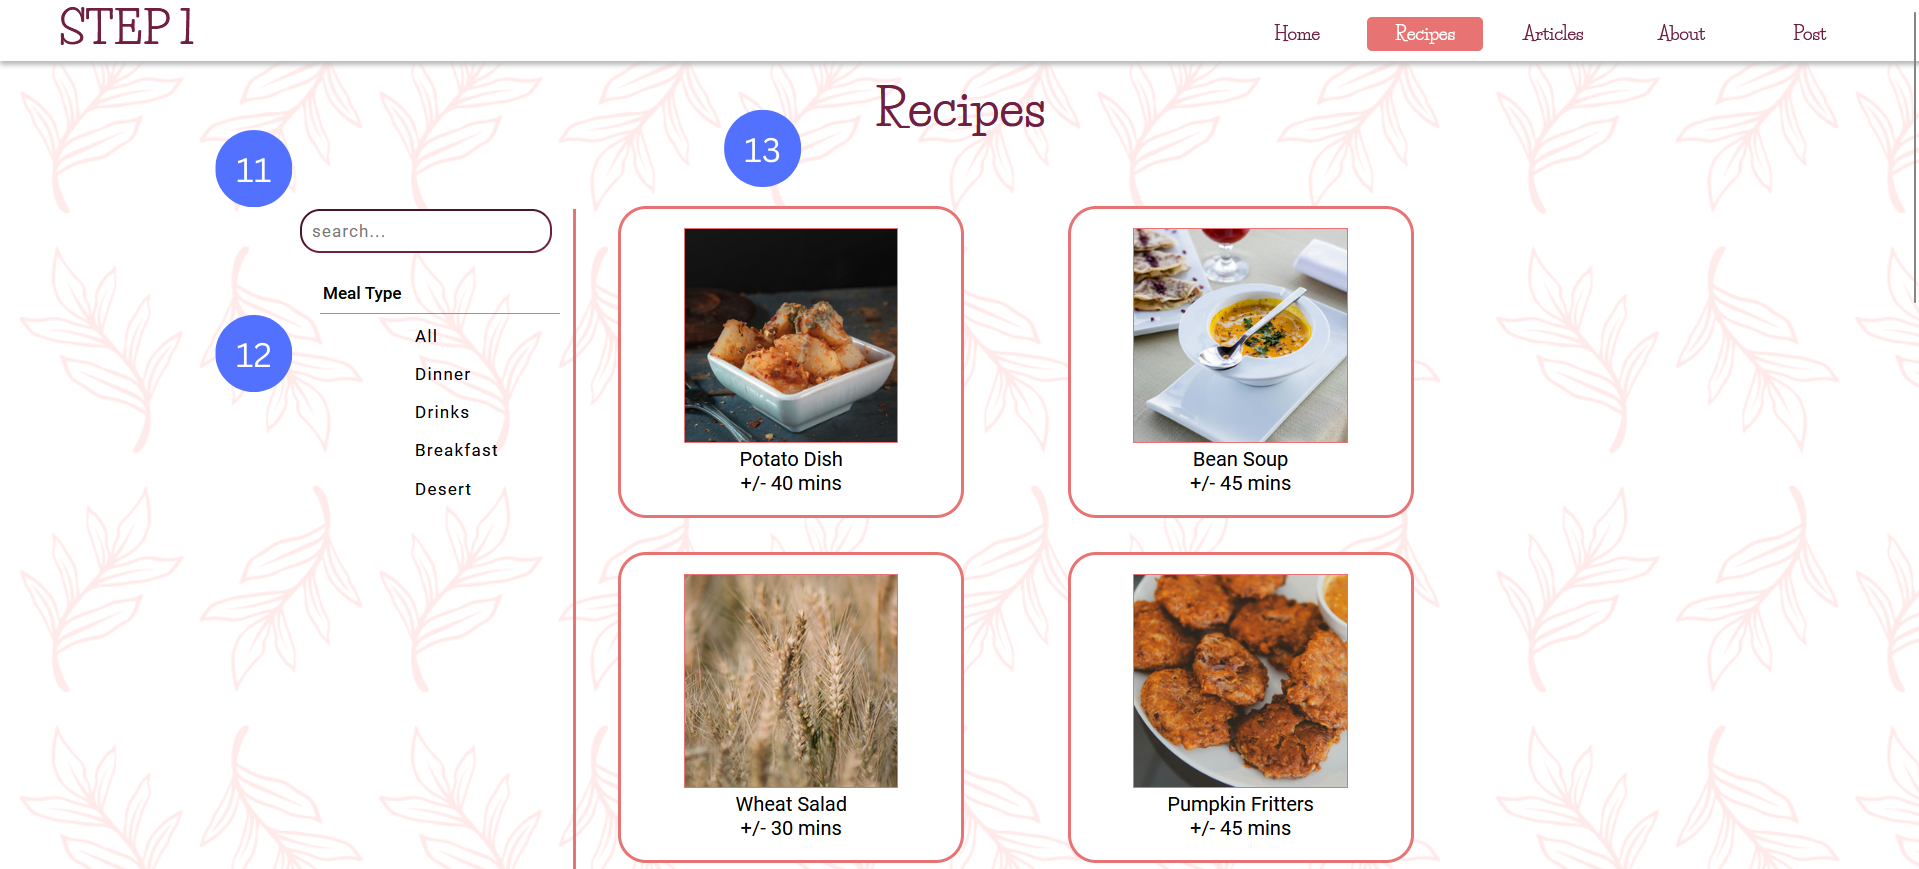 STEP 1
Home
Recipes
Articles
About
Post
Recipes
11
13
search...
Meal Type
12
All
Dinner
Drinks
Breakfast
Desert
Potato Dish
+/- 40 mins
Bean Soup
+/- 45 mins
Wheat Salad
+/- 30 mins
Pumpkin Fritters
+/- 45 mins